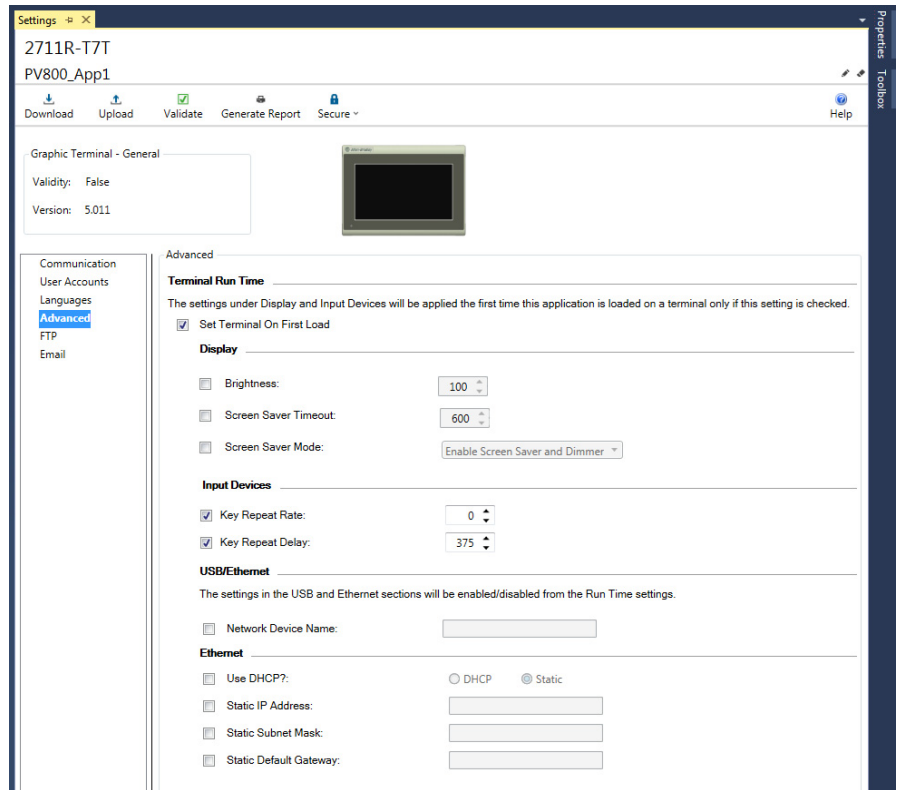 Settings
Properties
Toolbox
2711R-T7T
PV800_App1
Download Upload Validate Generate Report Secure Help
Graphic Terminal - General
Validity: False
Version: 5.011
Communication
User Accounts
Languages
Advanced
FTP
Email
Advanced
Terminal Run Time
The settings under Display and Input Devices will be applied the first time this application is loaded on a terminal only if this setting is checked.
Set Terminal On First Load
Display
Brightness: 100
Screen Saver Timeout: 600
Screen Saver Mode: Enable Screen Saver and Dimmer
Input Devices
Key Repeat Rate: 0
Key Repeat Delay: 375
USB/Ethernet
The settings in the USB and Ethernet sections will be enabled/disabled from the Run Time settings.
Network Device Name:
Ethernet
Use DHCP?: DHCP Static
Static IP Address:
Static Subnet Mask:
Static Default Gateway: